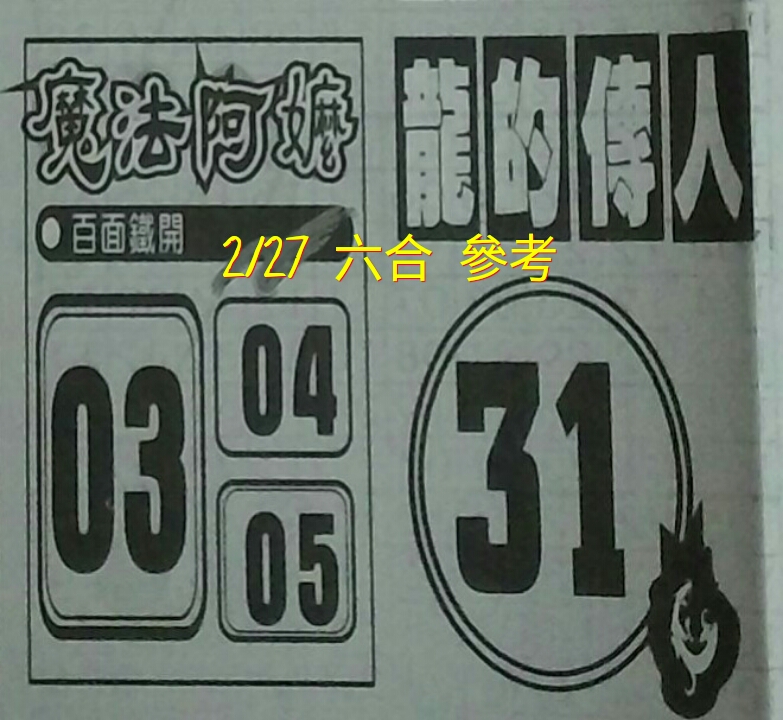 魔法阿嬤
百面鐵開
03
04
05
龍的傳人
31
2/27 六合 參考